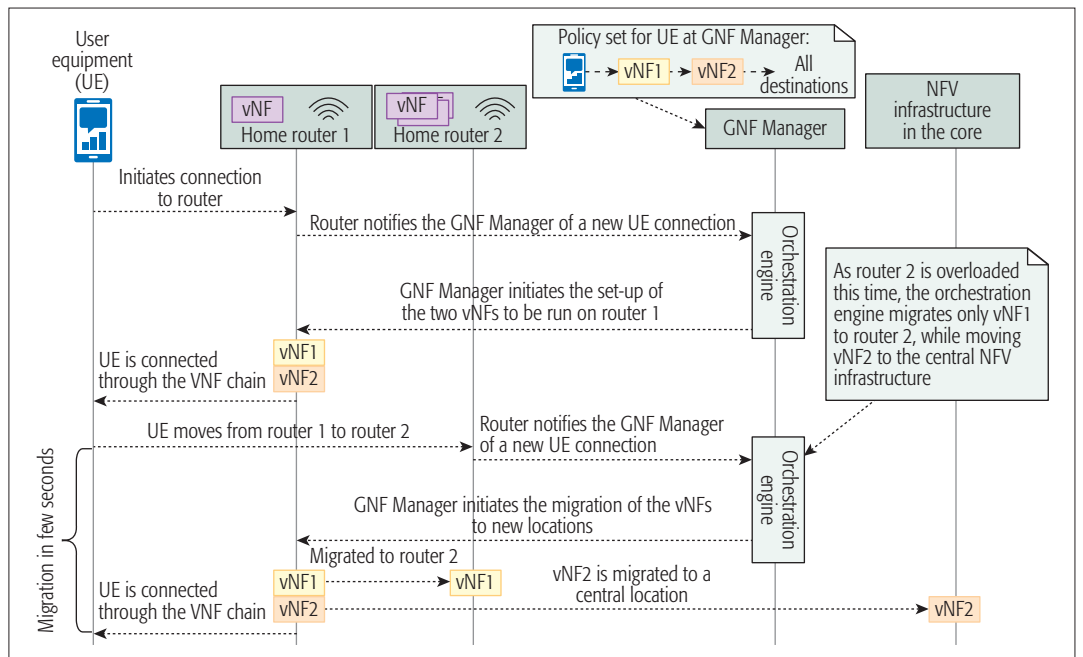 User
equipment
(UE)
Policy set for UE at GNF Manager:
vNF1
vNF2
All
destinations
vNF
Home router 1
vNF
Home router 2
GNF Manager
NFV
infrastructure
in the core
Initiates connection
to router
Router notifies the GNF Manager of a new UE connection
Orchestration
engine
GNF Manager initiates the set-up of
the two vNFs to be run on router 1
As router 2 is overloaded
this time, the orchestration
engine migrates only vNF1
to router 2, while moving
vNF2 to the central NFV
infrastructure
vNF1
vNF2
UE is connected
through the VNF chain
UE moves from router 1 to router 2
Router notifies the GNF Manager
of a new UE connection
Orchestration
engine
Migration in few seconds
GNF Manager initiates the migration of the vNFs
to new locations
Migrated to router 2
vNF1
vNF1
vNF2 is migrated to a
central location
UE is connected
through the VNF chain
vNF2
vNF2